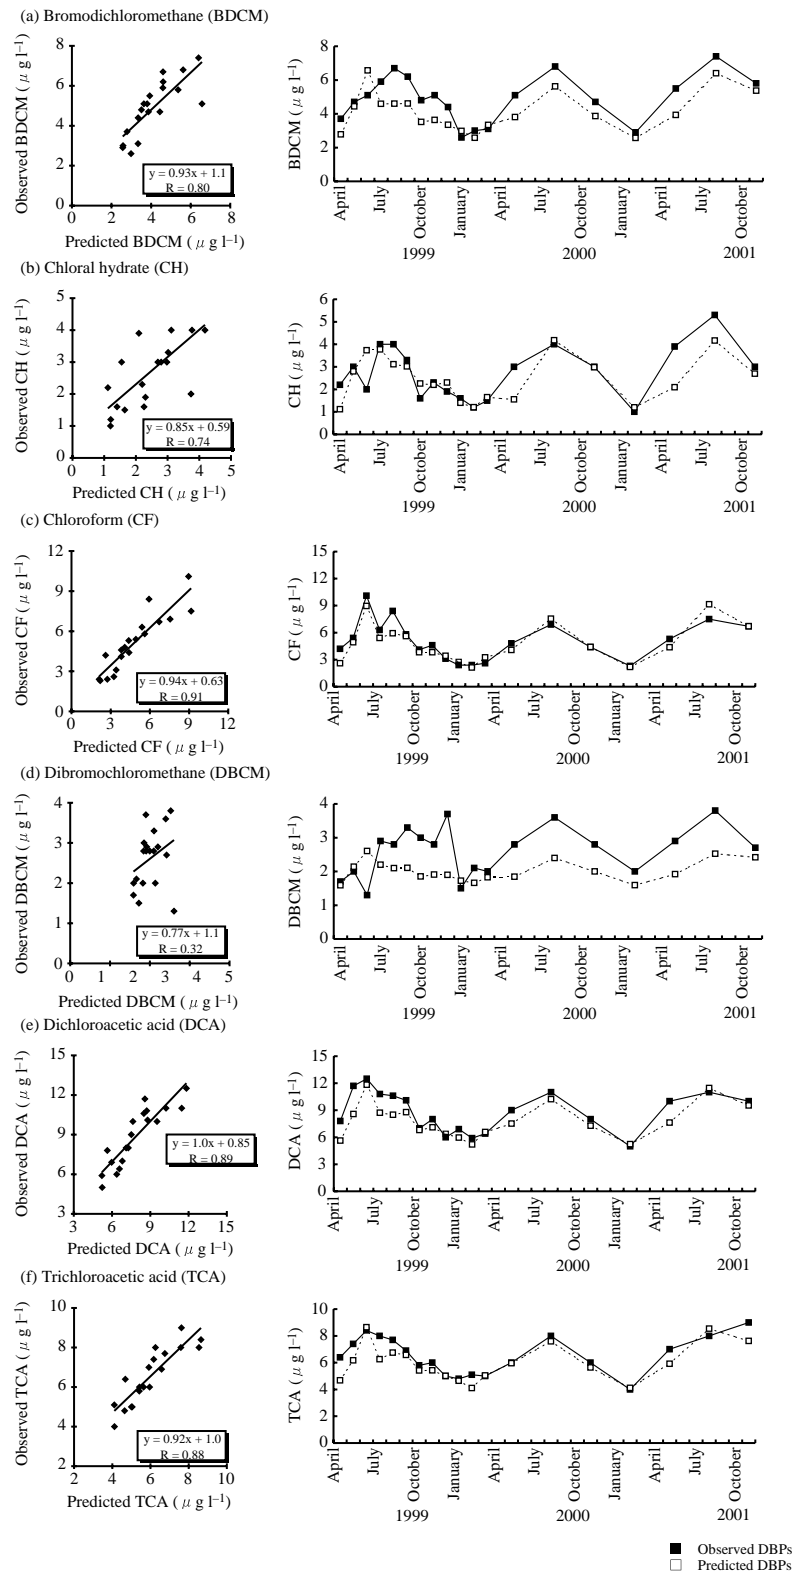 (a) Bromodichloromethane (BDCM)
Observed BDCM ( μ g l–1)
8
6
4
2
0
0 2 4 6 8
y = 0.93x + 1.1
R = 0.80
Predicted BDCM ( μ g l–1)
BDCM ( μ g l–1)
8
6
4
2
0
April July October January April July October January April July October
1999 2000 2001
(b) Chloral hydrate (CH)
Observed CH ( μ g l–1)
5
4
3
2
1
0
0 1 2 3 4 5
y = 0.85x + 0.59
R = 0.74
Predicted CH ( μ g l–1)
CH ( μ g l–1)
6
5
4
3
2
1
0
April July October January April July October January April July October
1999 2000 2001
(c) Chloroform (CF)
Observed CF ( μ g l–1)
12
9
6
3
0
0 3 6 9 12
y = 0.94x + 0.63
R = 0.91
Predicted CF ( μ g l–1)
CF ( μ g l–1)
15
12
9
6
3
0
April July October January April July October January April July October
1999 2000 2001
(d) Dibromochloromethane (DBCM)
Observed DBCM ( μ g l–1)
4
3
2
1
0
0 1 2 3 4 5
y = 0.77x + 1.1
R = 0.32
Predicted DBCM ( μ g l–1)
DBCM ( μ g l–1)
4
3
2
1
0
April July October January April July October January April July October
1999 2000 2001
(e) Dichloroacetic acid (DCA)
Observed DCA ( μ g l–1)
15
12
9
6
3
3 6 9 12 15
y = 1.0x + 0.85
R = 0.89
Predicted DCA ( μ g l–1)
DCA ( μ g l–1)
15
12
9
6
3
0
April July October January April July October January April July October
1999 2000 2001
(f) Trichloroacetic acid (TCA)
Observed TCA ( μ g l–1)
10
8
6
4
2
2 4 6 8 10
y = 0.92x + 1.0
R = 0.88
Predicted TCA ( μ g l–1)
TCA ( μ g l–1)
10
8
6
4
2
0
April July October January April July October January April July October
1999 2000 2001
Observed DBPs
Predicted DBPs